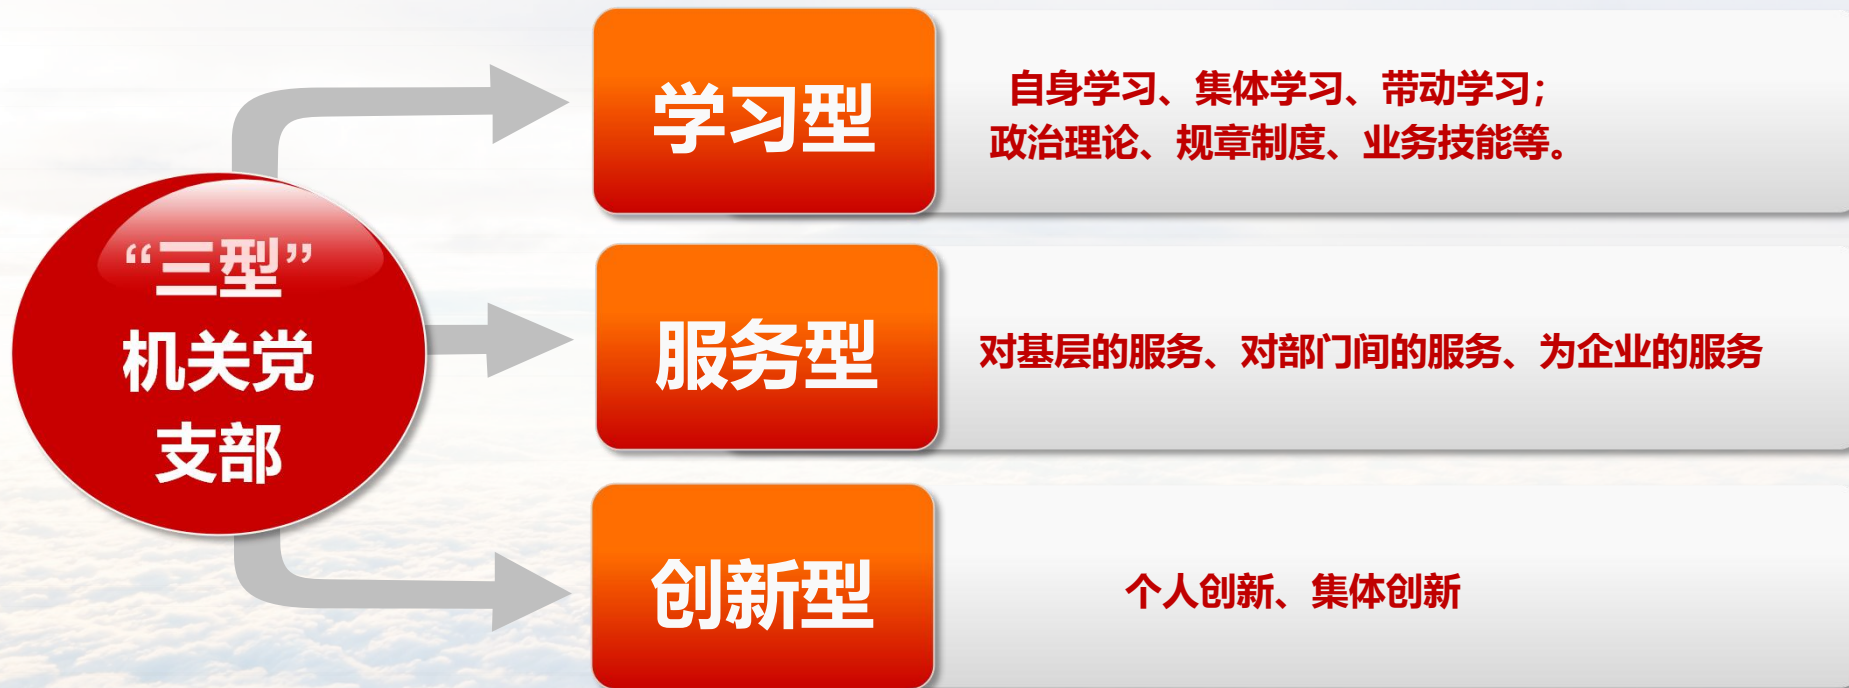 “三型”
机关党
支部
学习型
自身学习、集体学习、带动学习；
政治理论、规章制度、业务技能等。
服务型
对基层的服务、对部门间的服务、为企业的服务
创新型
个人创新、集体创新